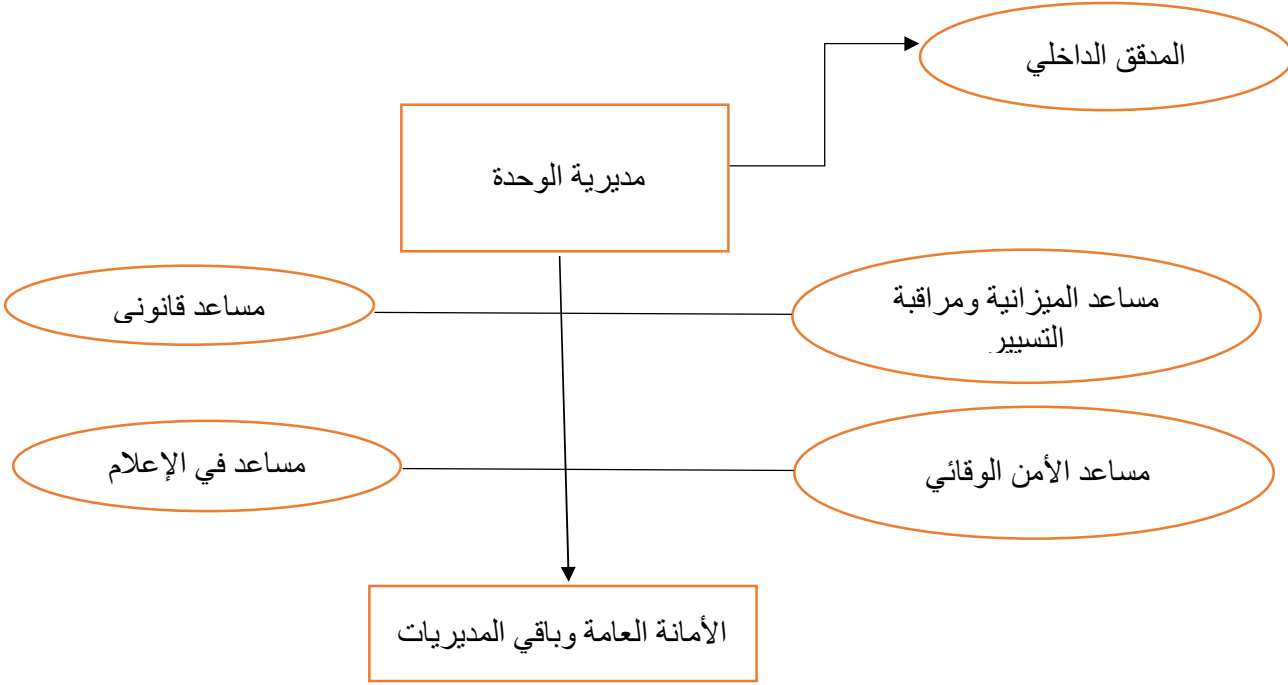 المدقق الداخلي
مديرية الوحدة
مساعد الميزانية ومراقبة
التسيير
مساعد قانوني
مساعد الأمن الوقائي
مساعد في الإعلام
الأمانة العامة وباقي المديريات